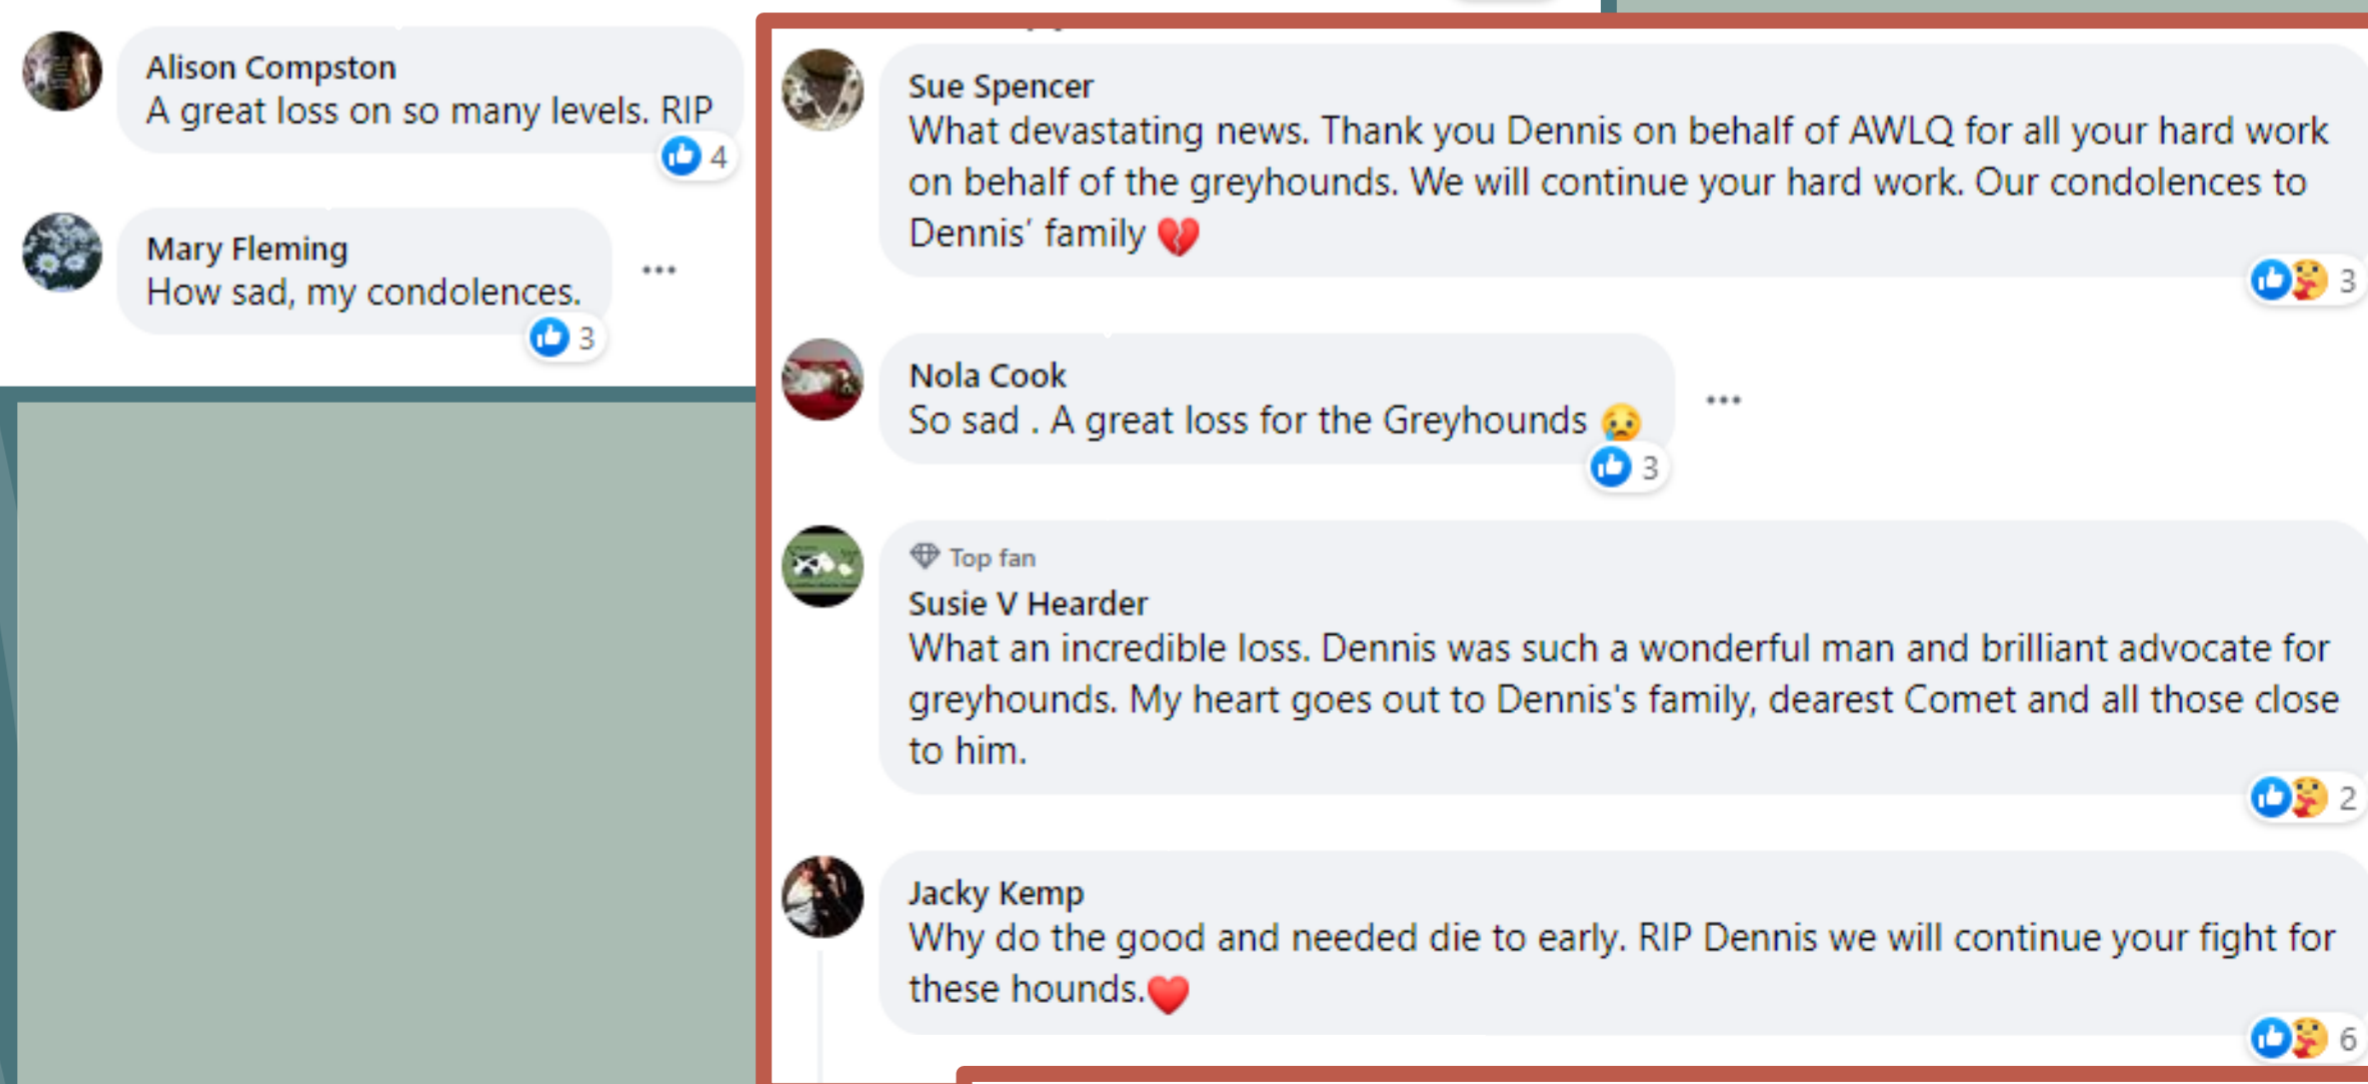 Alison Compston
A great loss on so many levels. RIP
4
Mary Fleming
How sad, my condolences.
3
Sue Spencer
What devastating news. Thank you Dennis on behalf of AWLQ for all your hard work
on behalf of the greyhounds. We will continue your hard work. Our condolences to
Dennis’ family 💔
3
Nola Cook
So sad . A great loss for the Greyhounds 😢
3
Top fan
Susie V Hearder
What an incredible loss. Dennis was such a wonderful man and brilliant advocate for
greyhounds. My heart goes out to Dennis's family, dearest Comet and all those close
to him.
2
Jacky Kemp
Why do the good and needed die to early. RIP Dennis we will continue your fight for
these hounds.❤️
6